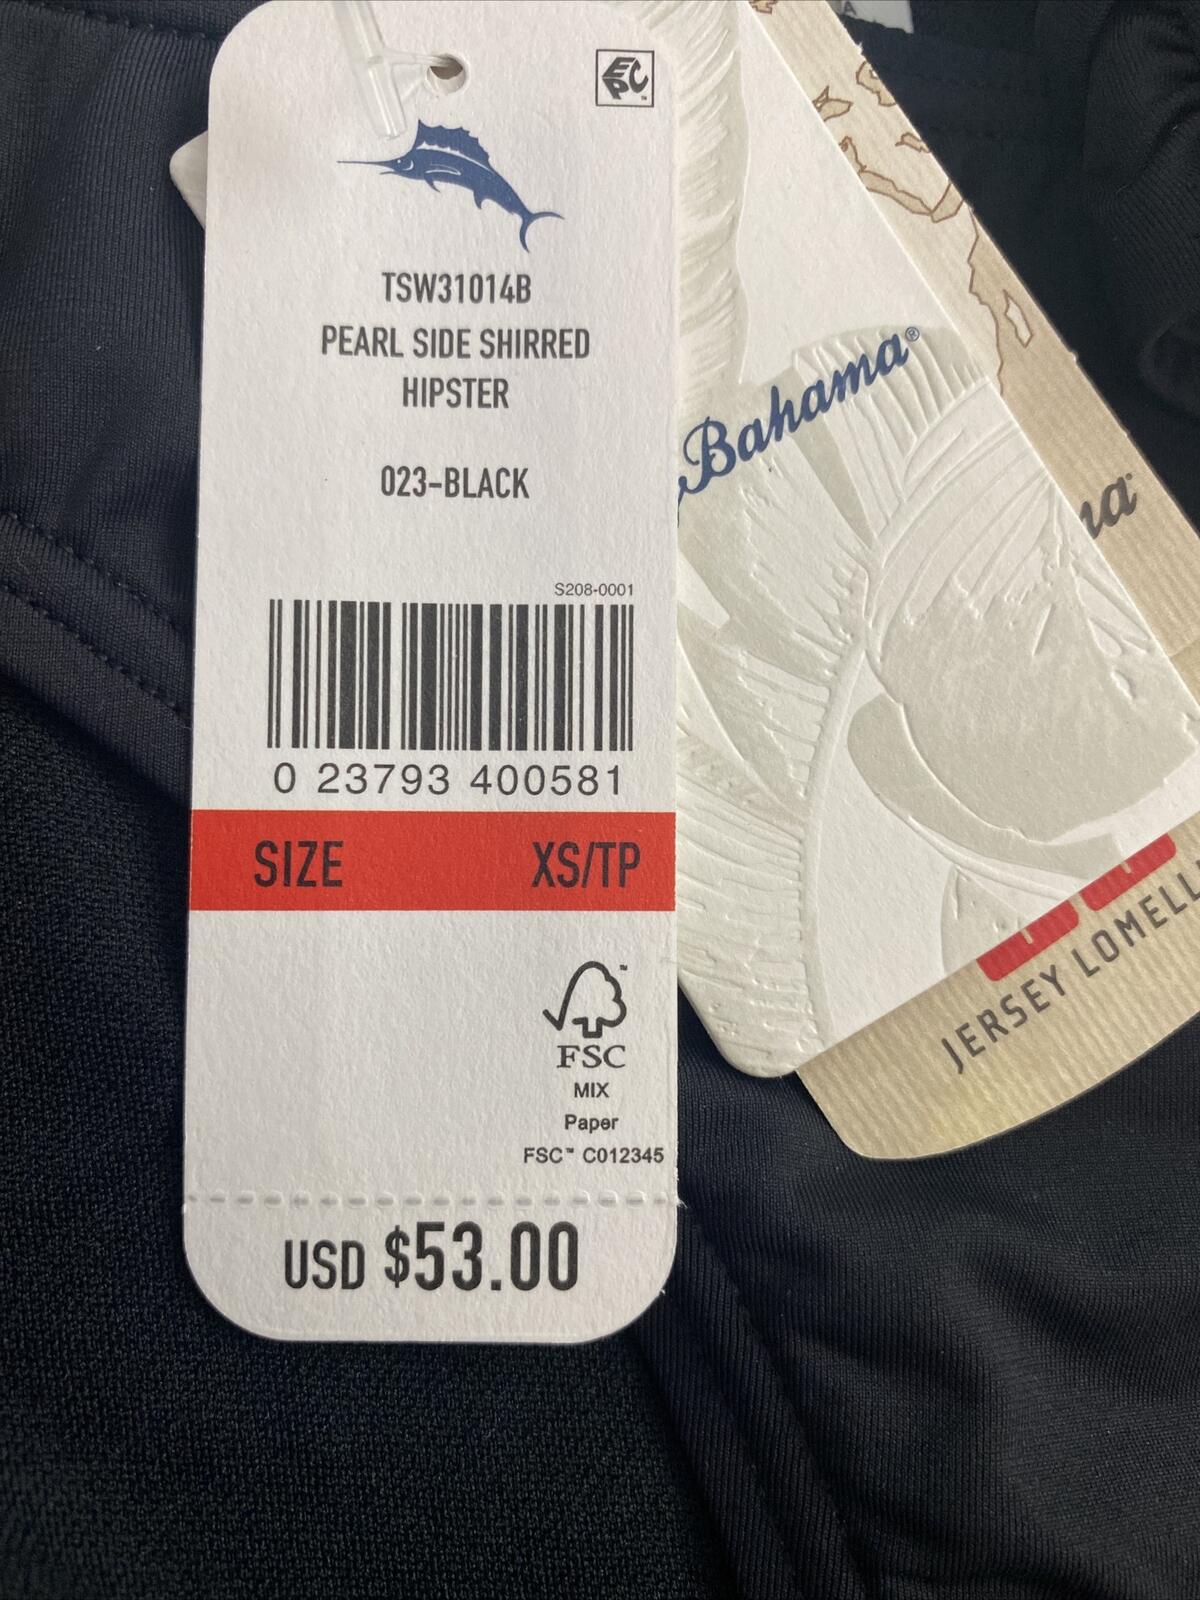 EPC
TSW31014B
PEARL SIDE SHIRRED
HIPSTER
023-BLACK
S208-0001
0 23793 400581
SIZE XS/TP
FSC
MIX
Paper
FSC™ C012345
USD $53.00
Bahama®
na
JERSEY LOMELL